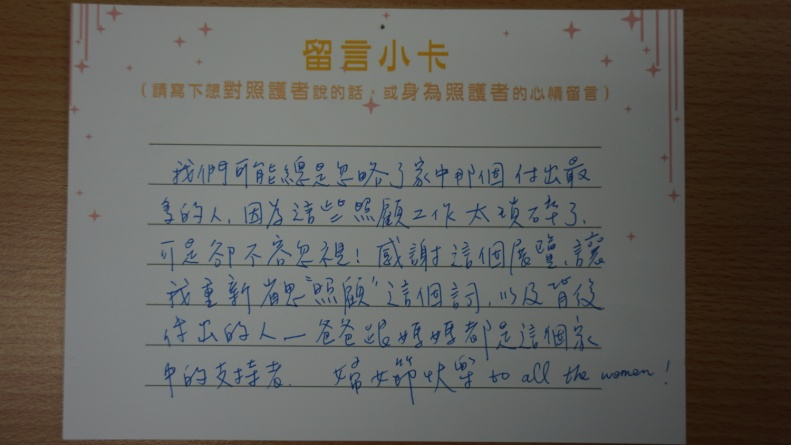 留言小卡
(請寫下想對照護者說的話，或身為照護者的心情留言)
我們可能總是忽略了家中那個付出最
多的人，因為這些照顧工作太瑣碎了，
可是卻不容忽視！感謝這個展覽，讓
我重新省思"照顧"這個詞，以及背後
付出的人—爸爸跟媽媽都是這個家
中的支持者． 婦女節快樂 to all the women!